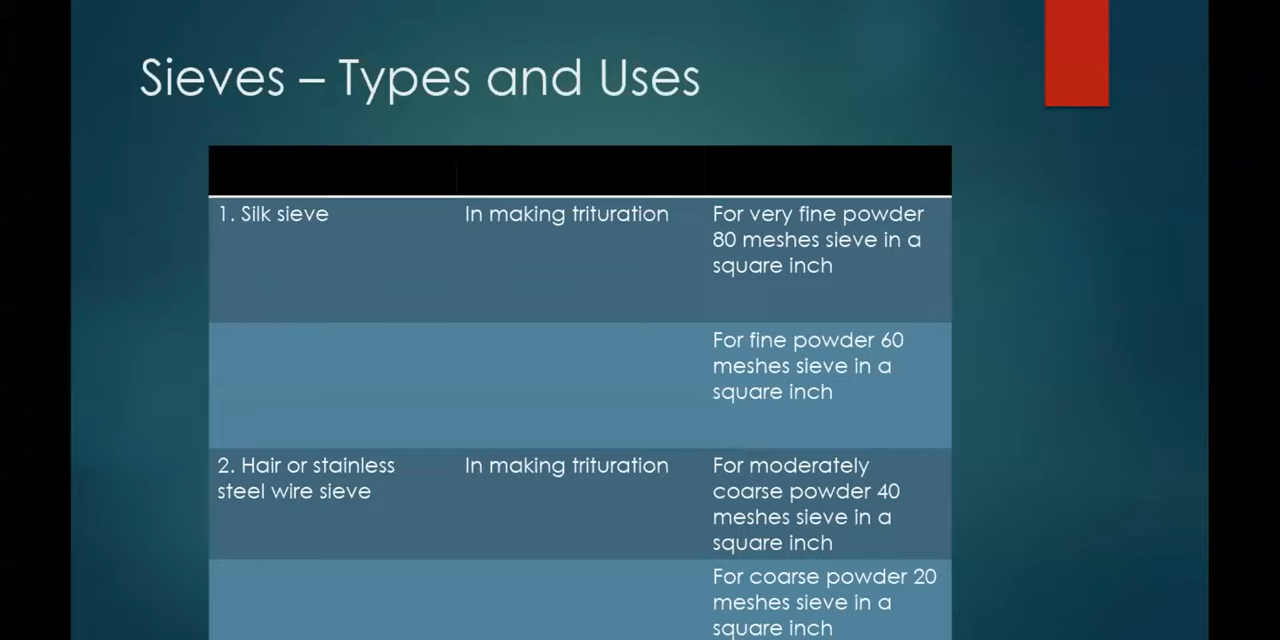 Sieves – Types and Uses
1. Silk sieve
In making trituration
For very fine powder
80 meshes sieve in a
square inch
For fine powder 60
meshes sieve in a
square inch
2. Hair or stainless
steel wire sieve
In making trituration
For moderately
coarse powder 40
meshes sieve in a
square inch
For coarse powder 20
meshes sieve in a
square inch